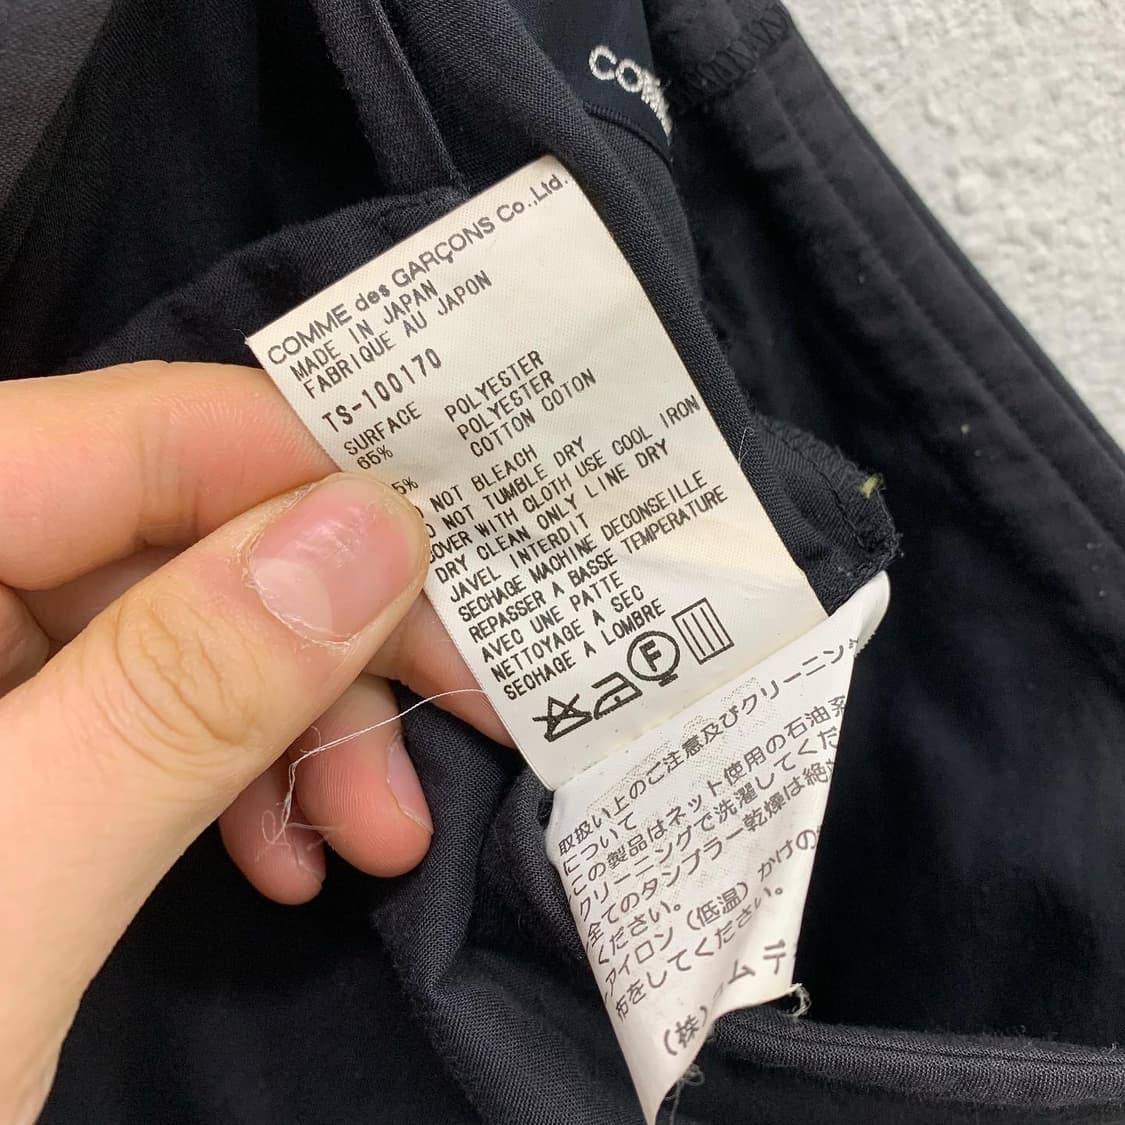 COMME des GARÇONS Co.,Ltd.
MADE IN JAPAN
FABRIQUE AU JAPON
TS-100170
SURFACE POLYESTER
65% POLYESTER
5% COTTON COTON
NOT BLEACH
NOT TUMBLE DRY
OVER WITH CLOTH USE COOL IRON
DRY CLEAN ONLY LINE DRY
JAVEL INTERDIT
SECHAGE MACHINE DECONSEILLE
REPASSER A BASSE TEMPERATURE
AVEC UNE PATTE
NETTOYAGE A SEC
SECHAGE A LOMBRE
F
取扱い上のご注意及びクリーニン
について
この製品はネット使用の石油系
クリーニングで洗濯してくだ
全てのタンブラー乾燥は絶
ください。
アイロン(低温)かけの
布をしてください。
(株)